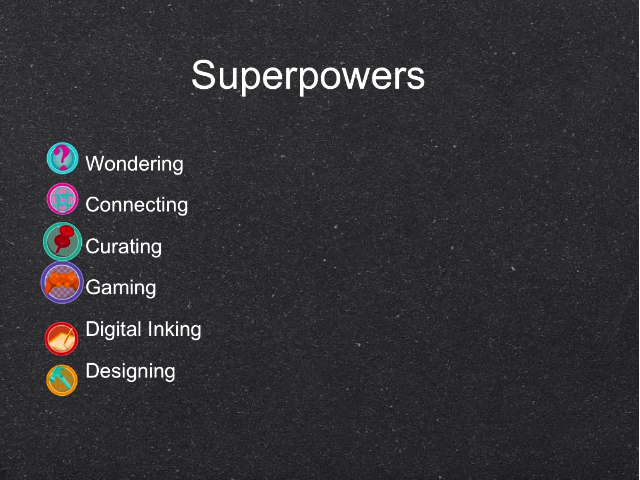 Superpowers
?
Wondering
#
Connecting
Curating
Gaming
Digital Inking
Designing